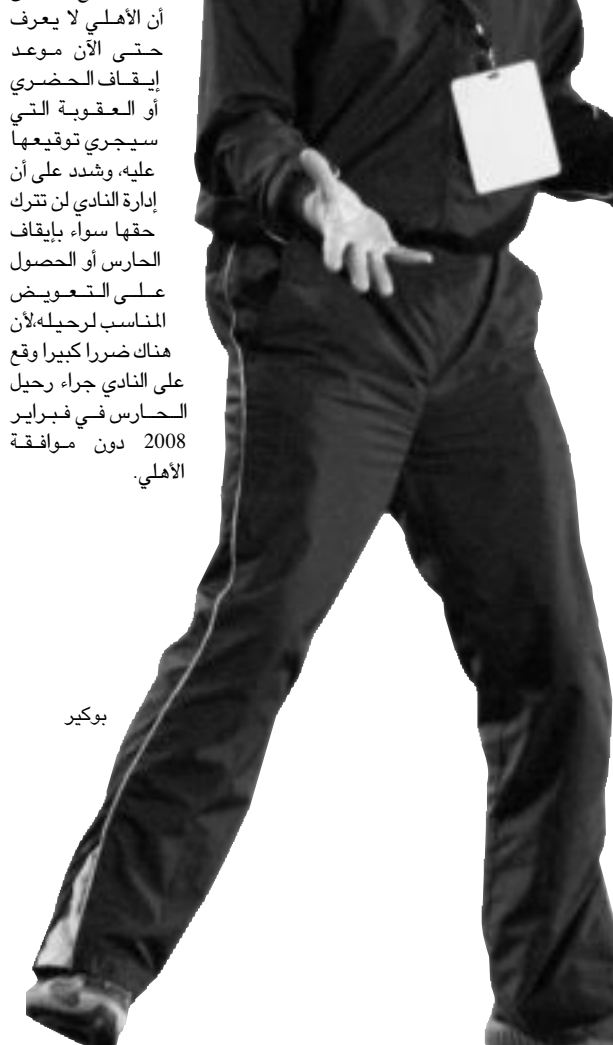 أن الأهلي لا يعرف
حتى الآن موعد
إيقاف الحضري
أو العقوبة التي
سيجري توقيعها
عليه، وشدد على أن
إدارة النادي لن تترك
حقها سواء بإيقاف
الحارس أو الحصول
على التعويض
المناسب لرحيله،لأن
هناك ضررا كبيرا وقع
على النادي جراء رحيل
الحارس في فبراير
2008 دون موافقة
الأهلي.
بوكير